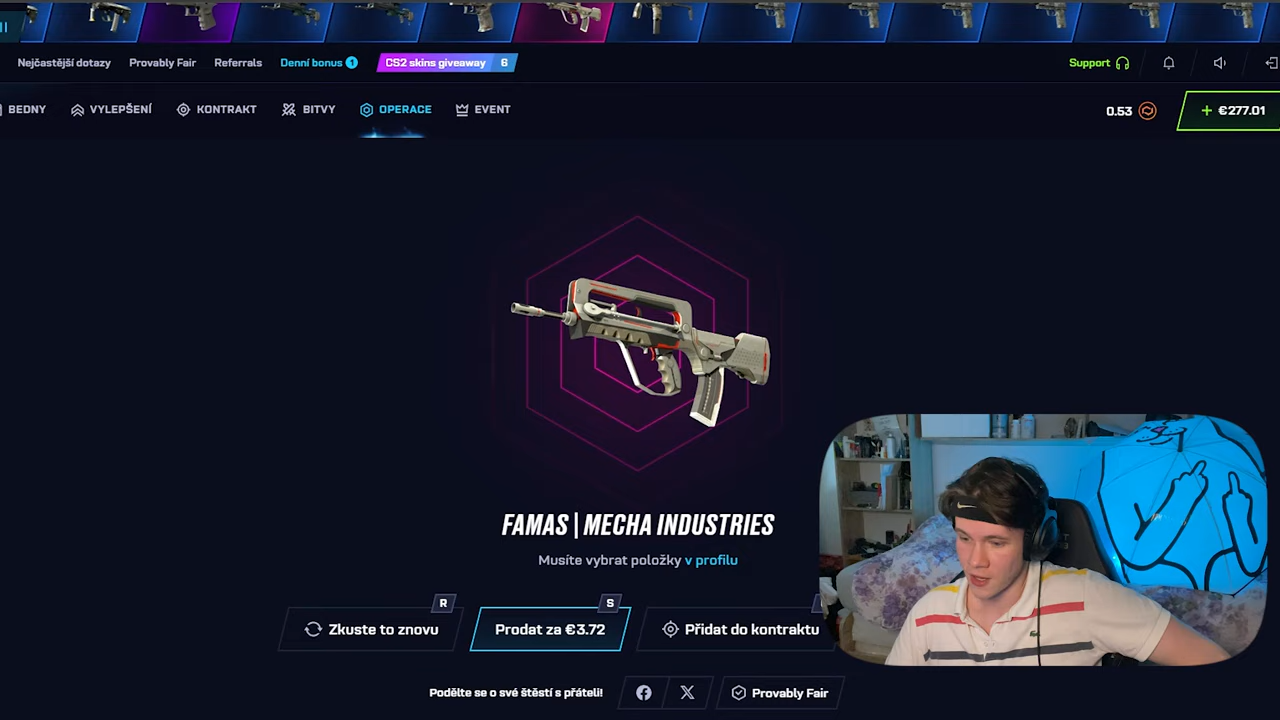 Nejčastější dotazy
Provably Fair
Referrals
Denní bonus 1
CS2 skins giveaway 6
Support
BEDNY
VYLEPŠENÍ
KONTRAKT
BITVY
OPERACE
EVENT
0.53
+ €277.01
FAMAS | MECHA INDUSTRIES
Musíte vybrat položky v profilu
R
Zkuste to znovu
S
Prodat za €3.72
Přidat do kontraktu
Podělte se o své štěstí s přáteli!
Provably Fair